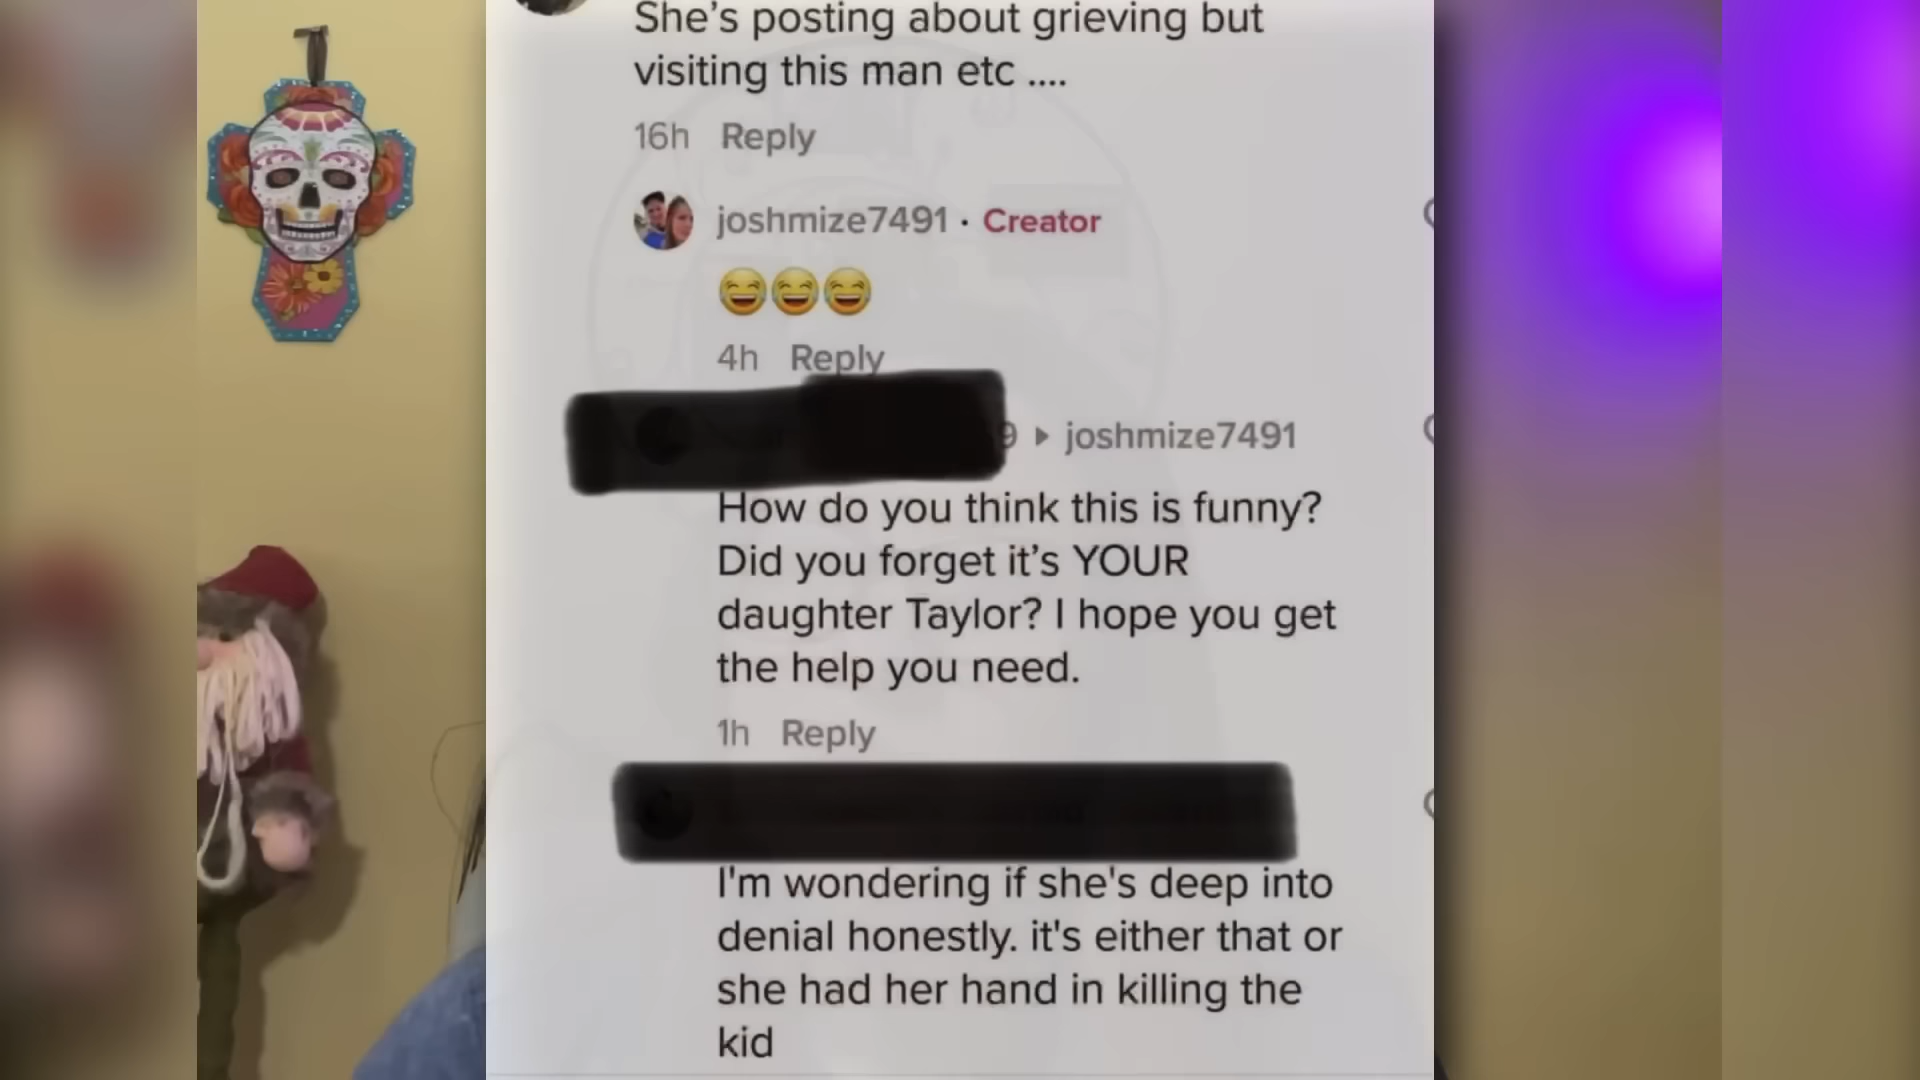 She's posting about grieving but
visiting this man etc ....
16h Reply
joshmize7491 · Creator
😂😂😂
4h Reply
9 ▸ joshmize7491
How do you think this is funny?
Did you forget it's YOUR
daughter Taylor? I hope you get
the help you need.
1h Reply
I'm wondering if she's deep into
denial honestly. it's either that or
she had her hand in killing the
kid